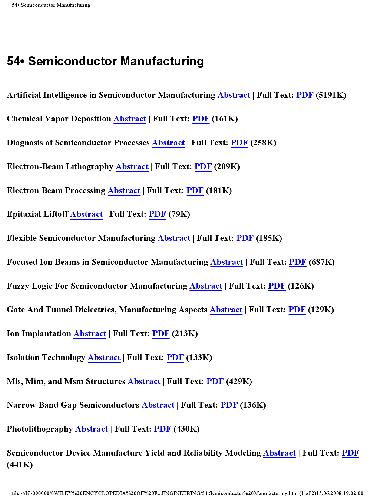 54• Semiconductor Manufacturing
54• Semiconductor Manufacturing
Artificial Intelligence in Semiconductor Manufacturing Abstract | Full Text: PDF (5191K)
Chemical Vapor Deposition Abstract | Full Text: PDF (161K)
Diagnosis of Semiconductor Processes Abstract Full Text: PDF (258K)
Electron-Beam Lithography Abstract | Full Text: PDF (209K)
Electron Beam Processing Abstract | Full Text: PDF (181K)
Epitaxial Liftoff Abstract Full Text: PDF (79K)
Flexible Semiconductor Manufacturing Abstract | Full Text: PDF (185K)
Focused Ion Beams in Semiconductor Manufacturing Abstract | Full Text: PDF (687K)
Fuzzy Logic For Semiconductor Manufacturing Abstract | Full Text: PDF (126K)
Gate And Tunnel Dielectrics, Manufacturing Aspects Abstract | Full Text: PDF (129K)
Ion Implantation Abstract | Full Text: PDF (213K)
Isolation Technology Abstract | Full Text: PDF (133K)
Mis, Mim, and Msm Structures Abstract | Full Text: PDF (429K)
Narrow Band Gap Semiconductors Abstract | Full Text: PDF (136K)
Photolithography Abstract | Full Text: PDF (430K)
Semiconductor Device Manufacture Yield and Reliability Modeling Abstract | Full Text: PDF